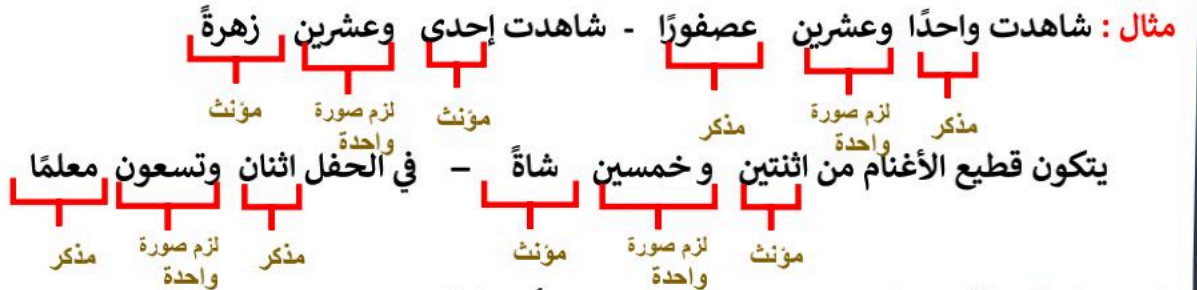 مثال : شاهدت واحدًا وعشرين عصفورًا - شاهدت إحدى وعشرين زهرةً
مذكر لزم صورة واحدة مذكر مؤنث لزم صورة واحدة مؤنث
يتكون قطيع الأغنام من اثنتين و خمسين شاةً – في الحفل اثنان وتسعون معلمًا
مؤنث لزم صورة واحدة مؤنث مذكر لزم صورة واحدة مذكر